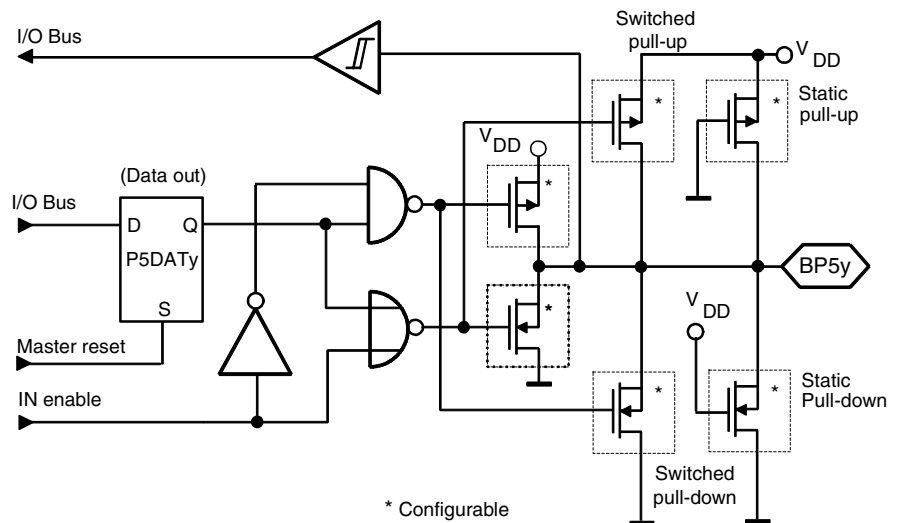 Switched
pull-up
I/O Bus
V DD
*
*
Static
pull-up
V DD
*
(Data out)
I/O Bus
D Q
P5DATy
S
BP5y
*
V DD
Master reset
IN enable
*
*
Static
Pull-down
Switched
pull-down
* Configurable